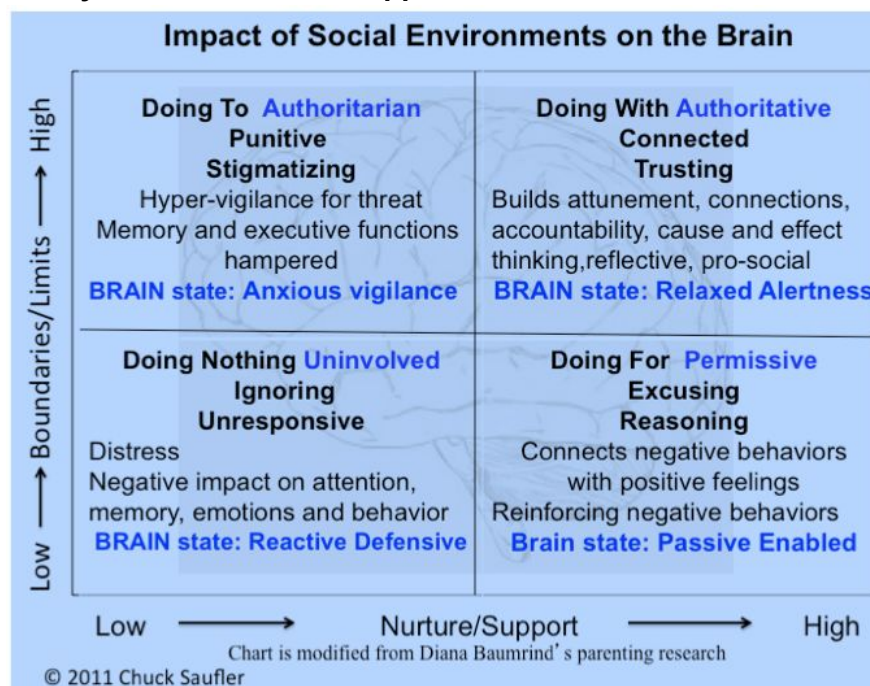 Impact of Social Environments on the Brain
Low → Boundaries/Limits → High
Doing To Authoritarian
Punitive
Stigmatizing
Hyper-vigilance for threat
Memory and executive functions
hampered
BRAIN state: Anxious vigilance
Doing With Authoritative
Connected
Trusting
Builds attunement, connections,
accountability, cause and effect
thinking,reflective, pro-social
BRAIN state: Relaxed Alertness
Doing Nothing Uninvolved
Ignoring
Unresponsive
Distress
Negative impact on attention,
memory, emotions and behavior
BRAIN state: Reactive Defensive
Doing For Permissive
Excusing
Reasoning
Connects negative behaviors
with positive feelings
Reinforcing negative behaviors
Brain state: Passive Enabled
Low → Nurture/Support → High
Chart is modified from Diana Baumrind's parenting research
© 2011 Chuck Saufler